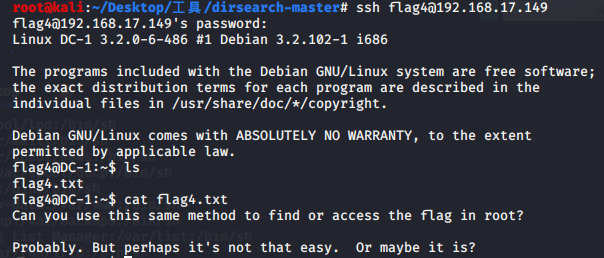 root@kali:~/Desktop/工具/dirsearch-master# ssh flag4@192.168.17.149
flag4@192.168.17.149's password:
Linux DC-1 3.2.0-6-486 #1 Debian 3.2.102-1 i686
The programs included with the Debian GNU/Linux system are free software;
the exact distribution terms for each program are described in the
individual files in /usr/share/doc/*/copyright.
Debian GNU/Linux comes with ABSOLUTELY NO WARRANTY, to the extent
permitted by applicable law.
flag4@DC-1:~$ ls
flag4.txt
flag4@DC-1:~$ cat flag4.txt
Can you use this same method to find or access the flag in root?
Probably. But perhaps it's not that easy.  Or maybe it is?